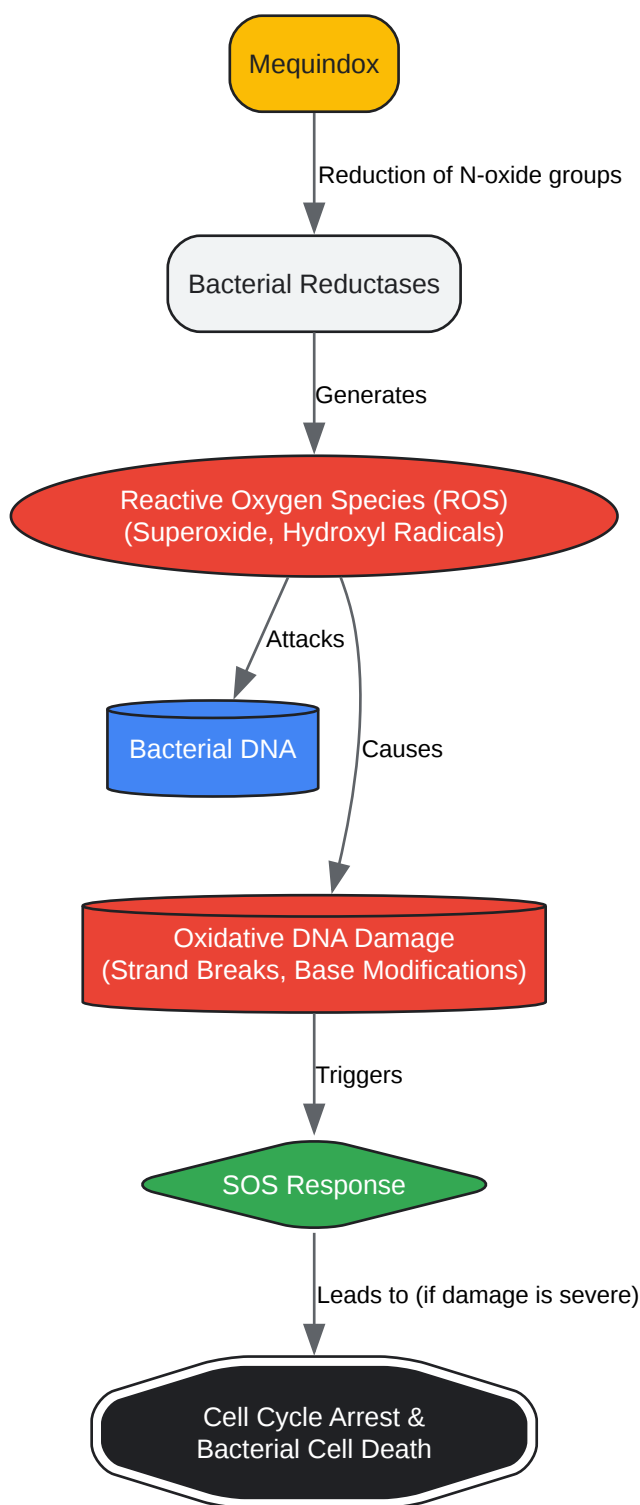 Mequindox
Reduction of N-oxide groups
Bacterial Reductases
Generates
Reactive Oxygen Species (ROS)
(Superoxide, Hydroxyl Radicals)
Attacks
Bacterial DNA
Causes
Oxidative DNA Damage
(Strand Breaks, Base Modifications)
Triggers
SOS Response
Leads to (if damage is severe)
Cell Cycle Arrest &
Bacterial Cell Death